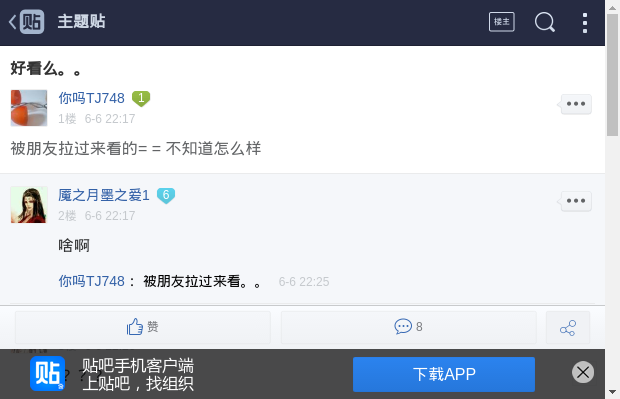 贴 主题贴 楼主
好看么。。
你吗TJ748 1
1楼 6-6 22:17
被朋友拉过来看的= = 不知道怎么样
魇之月墨之爱1 6
2楼 6-6 22:17
啥啊
你吗TJ748 : 被朋友拉过来看。。 6-6 22:25
赞 8
贴吧手机客户端
贴吧 下载APP
上贴吧，找组织